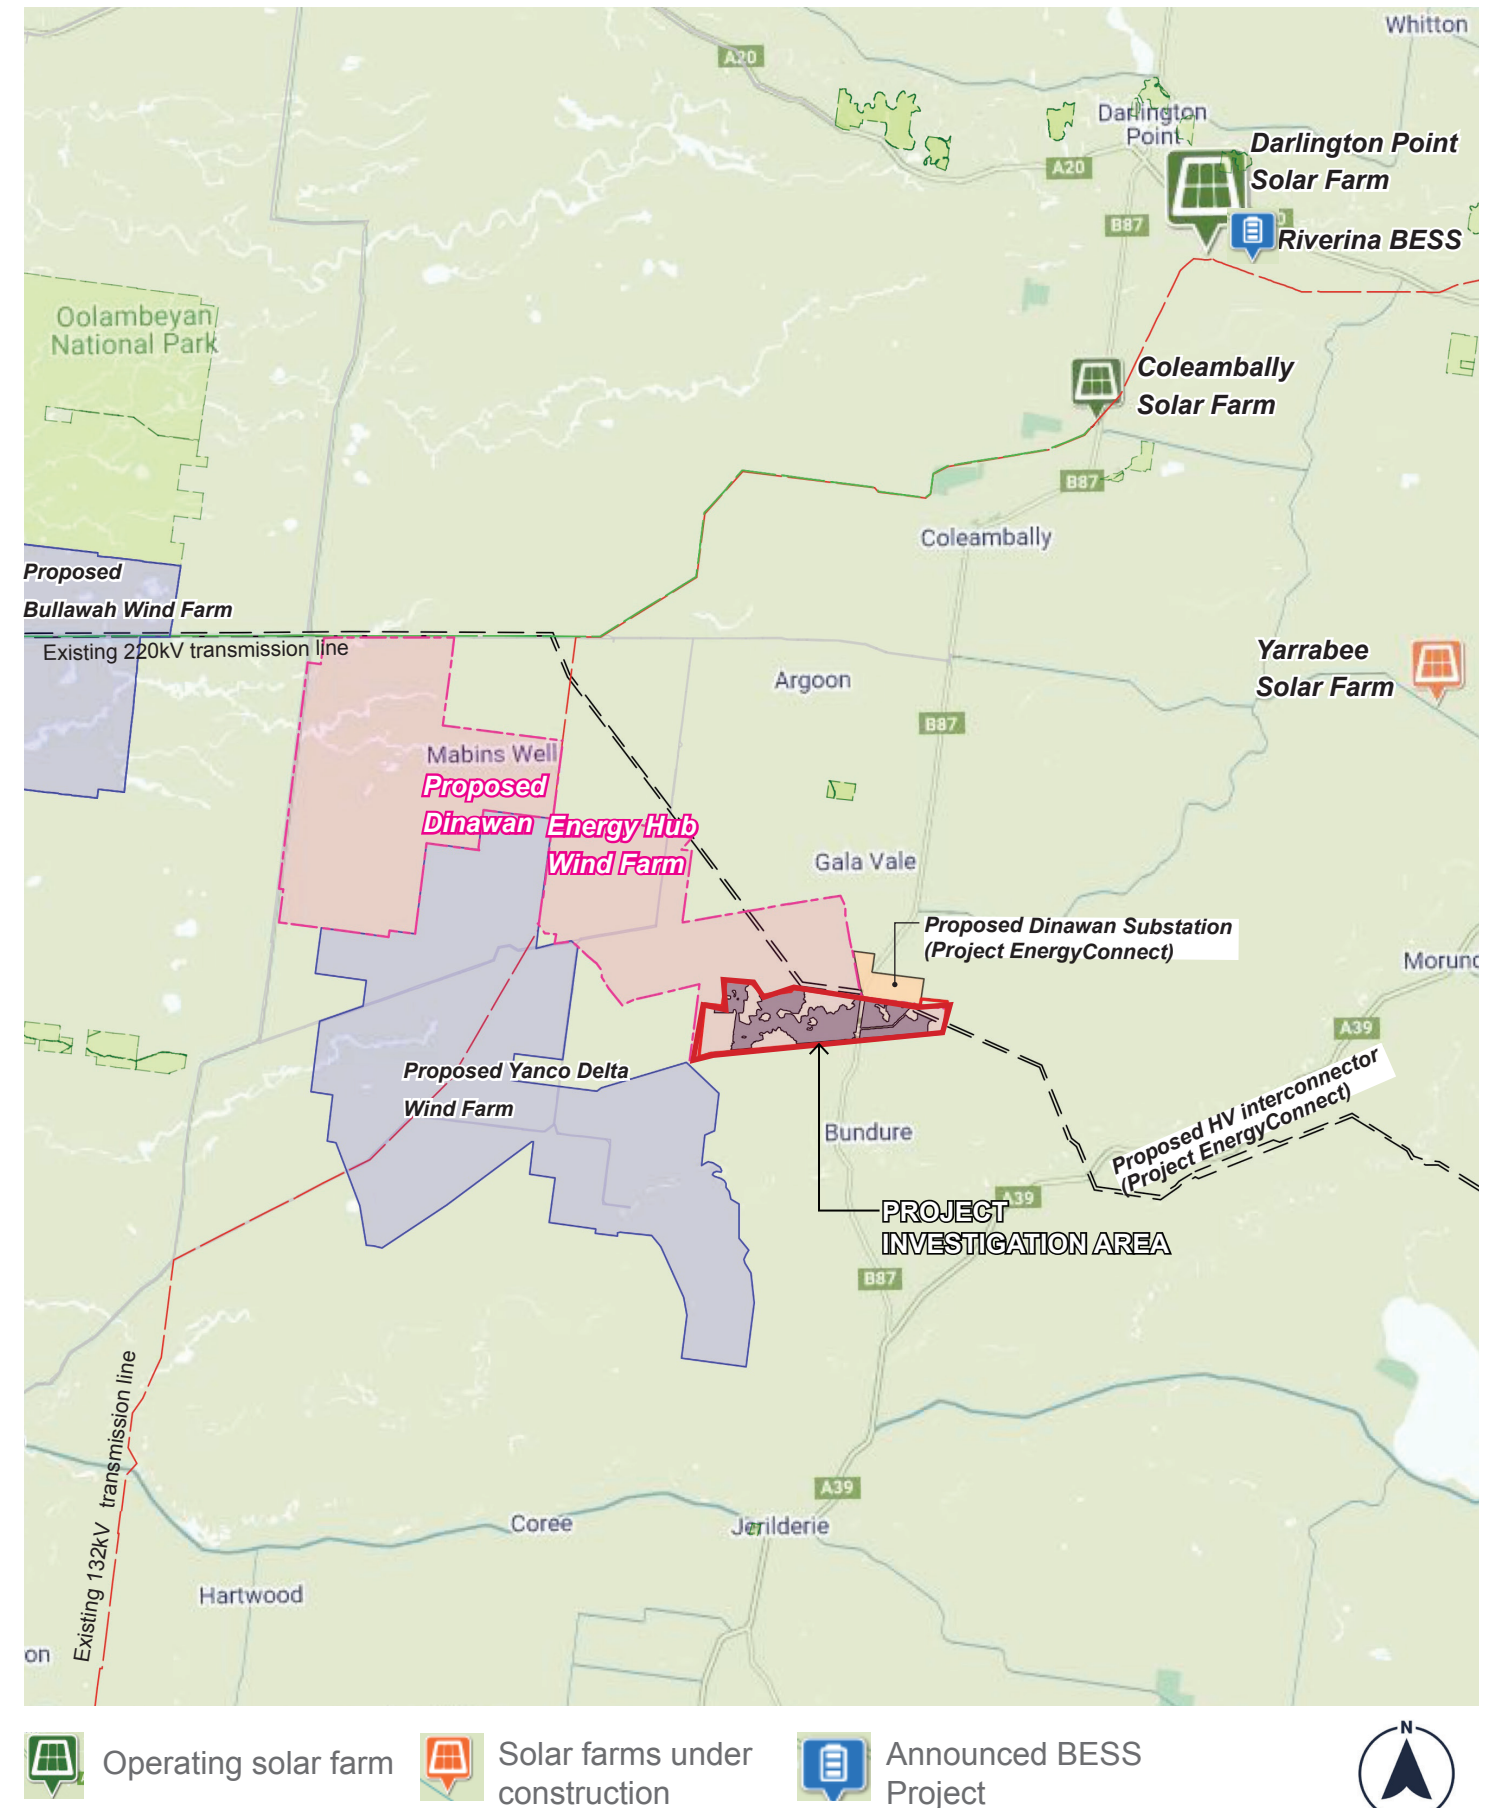 Whitton
A20
Darlington
Point
Darlington Point
Solar Farm
A20
B87
Riverina BESS
Oolambeyan
National Park
Coleambally
Solar Farm
B87
Coleambally
Proposed
Bullawah Wind Farm
Existing 220kV transmission line
Yarrabee
Solar Farm
Argoon
B87
Mabins Well
Proposed
Dinawan
Energy Hub
Wind Farm
Gala Vale
Proposed Dinawan Substation
(Project EnergyConnect)
Morund
A39
Proposed HV interconnector
(Project EnergyConnect)
Proposed Yanco Delta
Wind Farm
Bundure
A39
PROJECT
INVESTIGATION AREA
B87
Existing 132kV transmission line
A39
Coree
Jerilderie
Hartwood
on
Operating solar farm
Solar farms under
construction
Announced BESS
Project
N